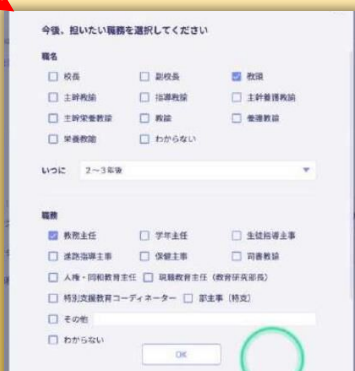 今後、担いたい職務を選択してください
職名
校長 副校長 教頭
主幹教諭 指導教諭 主幹養護教諭
主幹栄養教諭 教諭 養護教諭
栄養教諭 わからない
いつに 2～3年後
職務
教務主任 学年主任 生徒指導主事
進路指導主事 保健主事 司書教諭
人権・同和教育主任 現職教育主任（教育研究部長）
特別支援教育コーディネーター 部主事（特支）
その他
わからない
OK